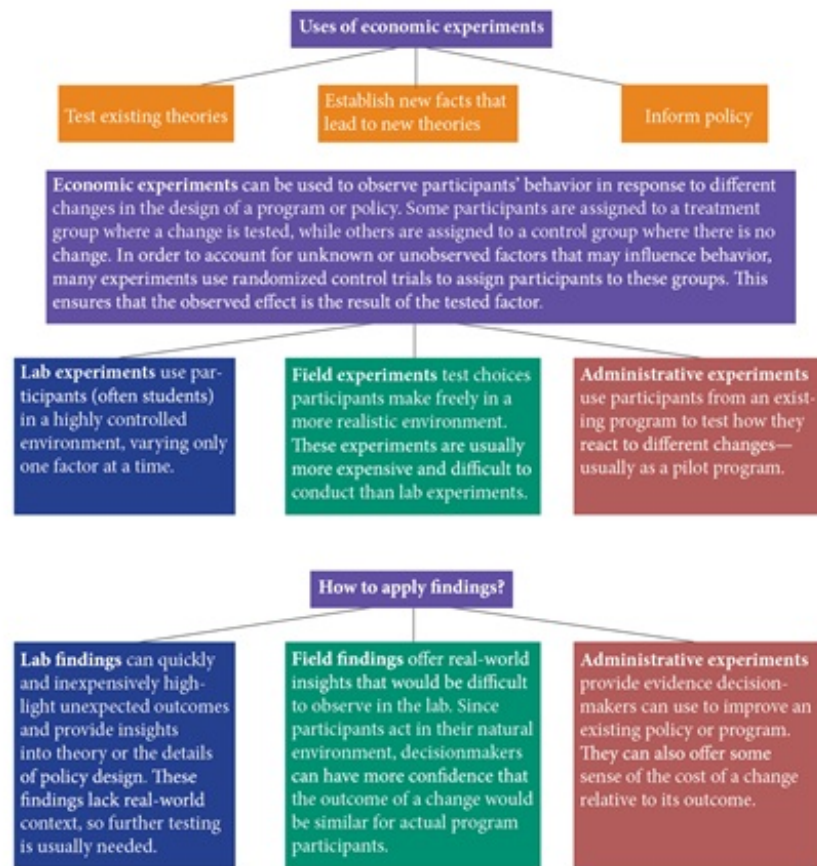 Uses of economic experiments
Test existing theories
Establish new facts that
lead to new theories
Inform policy
Economic experiments can be used to observe participants' behavior in response to different
changes in the design of a program or policy. Some participants are assigned to a treatment
group where a change is tested, while others are assigned to a control group where there is no
change. In order to account for unknown or unobserved factors that may influence behavior,
many experiments use randomized control trials to assign participants to these groups. This
ensures that the observed effect is the result of the tested factor.
Lab experiments use par-
ticipants (often students)
in a highly controlled
environment, varying only
one factor at a time.
Field experiments test choices
participants make freely in a
more realistic environment.
These experiments are usually
more expensive and difficult to
conduct than lab experiments.
Administrative experiments
use participants from an exist-
ing program to test how they
react to different changes—
usually as a pilot program.
How to apply findings?
Lab findings can quickly
and inexpensively high-
light unexpected outcomes
and provide insights
into theory or the details
of policy design. These
findings lack real-world
context, so further testing
is usually needed.
Field findings offer real-world
insights that would be difficult
to observe in the lab. Since
participants act in their natural
environment, decisionmakers
can have more confidence that
the outcome of a change would
be similar for actual program
participants.
Administrative experiments
provide evidence decision-
makers can use to improve an
existing policy or program.
They can also offer some
sense of the cost of a change
relative to its outcome.